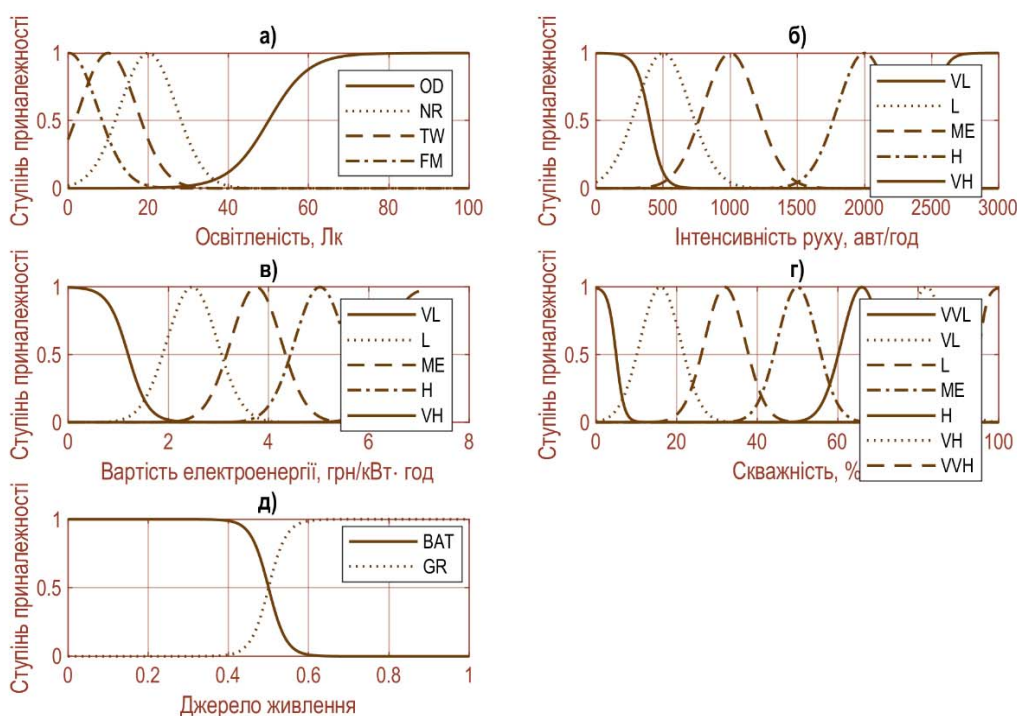 а)
Ступінь приналежності
1
0.5
0
0
20
40
60
80
100
Освітленість, Лк
OD
NR
TW
FM
б)
Ступінь приналежності
1
0.5
0
0
500
1000
1500
2000
2500
3000
Інтенсивність руху, авт/год
VL
L
ME
H
VH
в)
Ступінь приналежності
1
0.5
0
0
2
4
6
8
Вартість електроенергії, грн/кВт· год
VL
L
ME
H
VH
г)
Ступінь приналежності
1
0.5
0
0
20
40
60
100
Скважність, %
VVL
VL
L
ME
H
VH
VVH
д)
Ступінь приналежності
1
0.5
0
0
0.2
0.4
0.6
0.8
1
Джерело живлення
BAT
GR